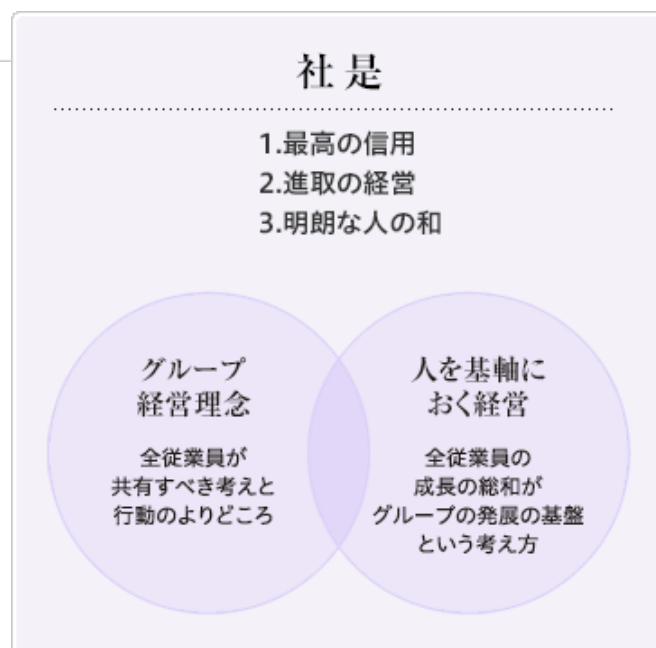 社是
1.最高の信用
2.進取の経営
3.明朗な人の和
グループ
経営理念
全従業員が
共有すべき考えと
行動のよりどころ
人を基軸に
おく経営
全従業員の
成長の総和が
グループの発展の基盤
という考え方